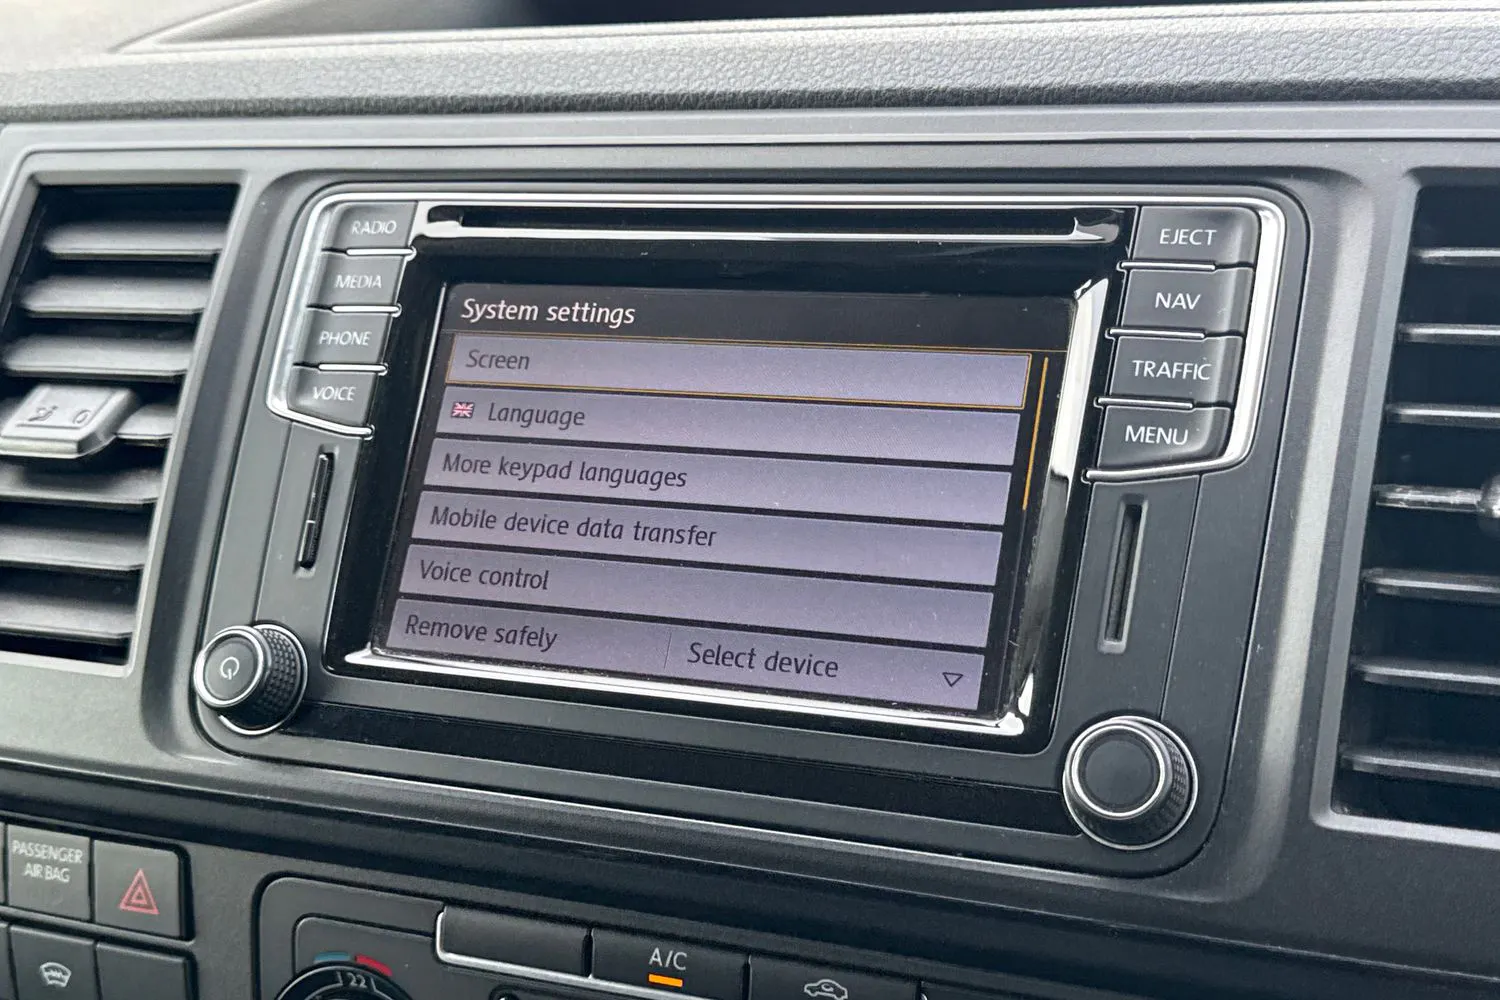 RADIO
MEDIA
PHONE
VOICE
EJECT
NAV
TRAFFIC
MENU
System settings
Screen
Language
More keypad languages
Mobile device data transfer
Voice control
Remove safely
Select device
PASSENGER
AIR BAG
22
A/C